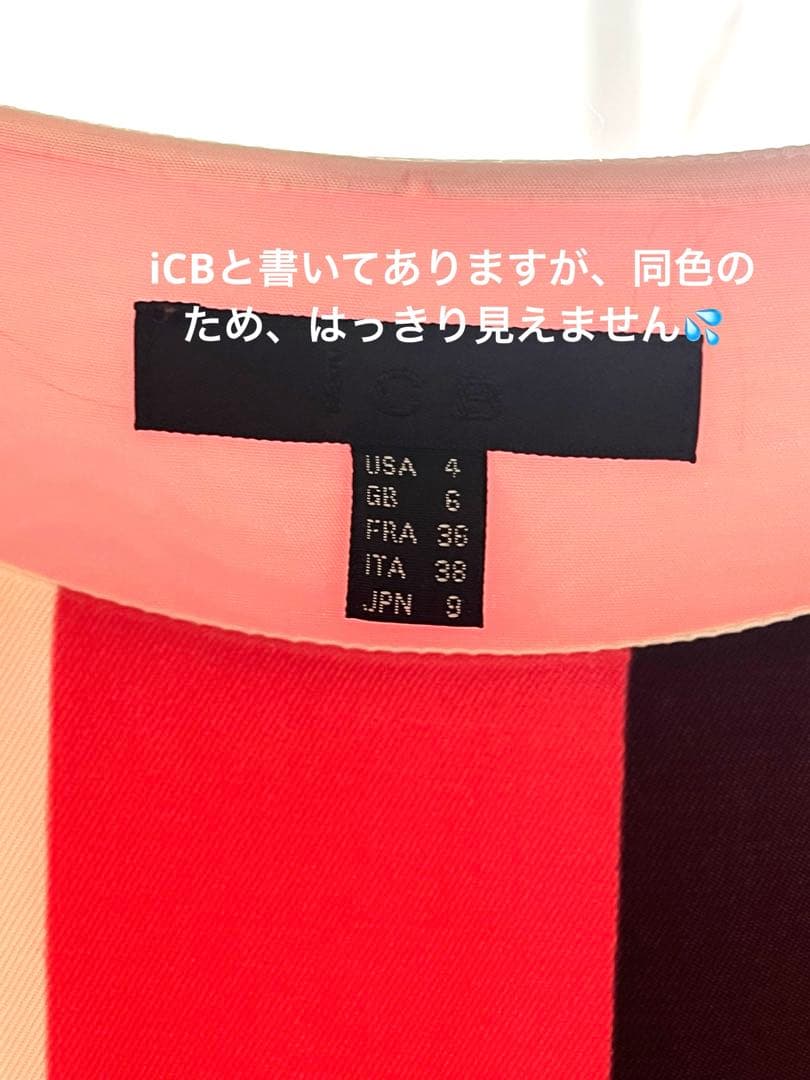 iCBと書いてありますが、同色の
ため、はっきり見えません💦
C B
USA 4
GB 6
FRA 36
ITA 38
JPN 9